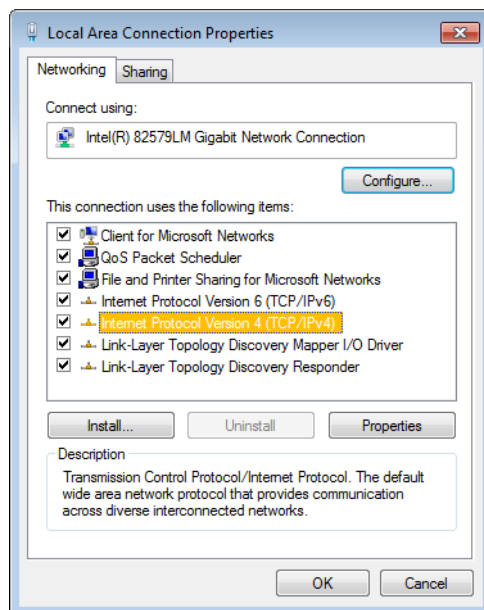 Local Area Connection Properties
Networking
Sharing
Connect using:
Intel(R) 82579LM Gigabit Network Connection
Configure...
This connection uses the following items:
Client for Microsoft Networks
QoS Packet Scheduler
File and Printer Sharing for Microsoft Networks
Internet Protocol Version 6 (TCP/IPv6)
Internet Protocol Version 4 (TCP/IPv4)
Link-Layer Topology Discovery Mapper I/O Driver
Link-Layer Topology Discovery Responder
Install...
Uninstall
Properties
Description
Transmission Control Protocol/Internet Protocol. The default
wide area network protocol that provides communication
across diverse interconnected networks.
OK
Cancel